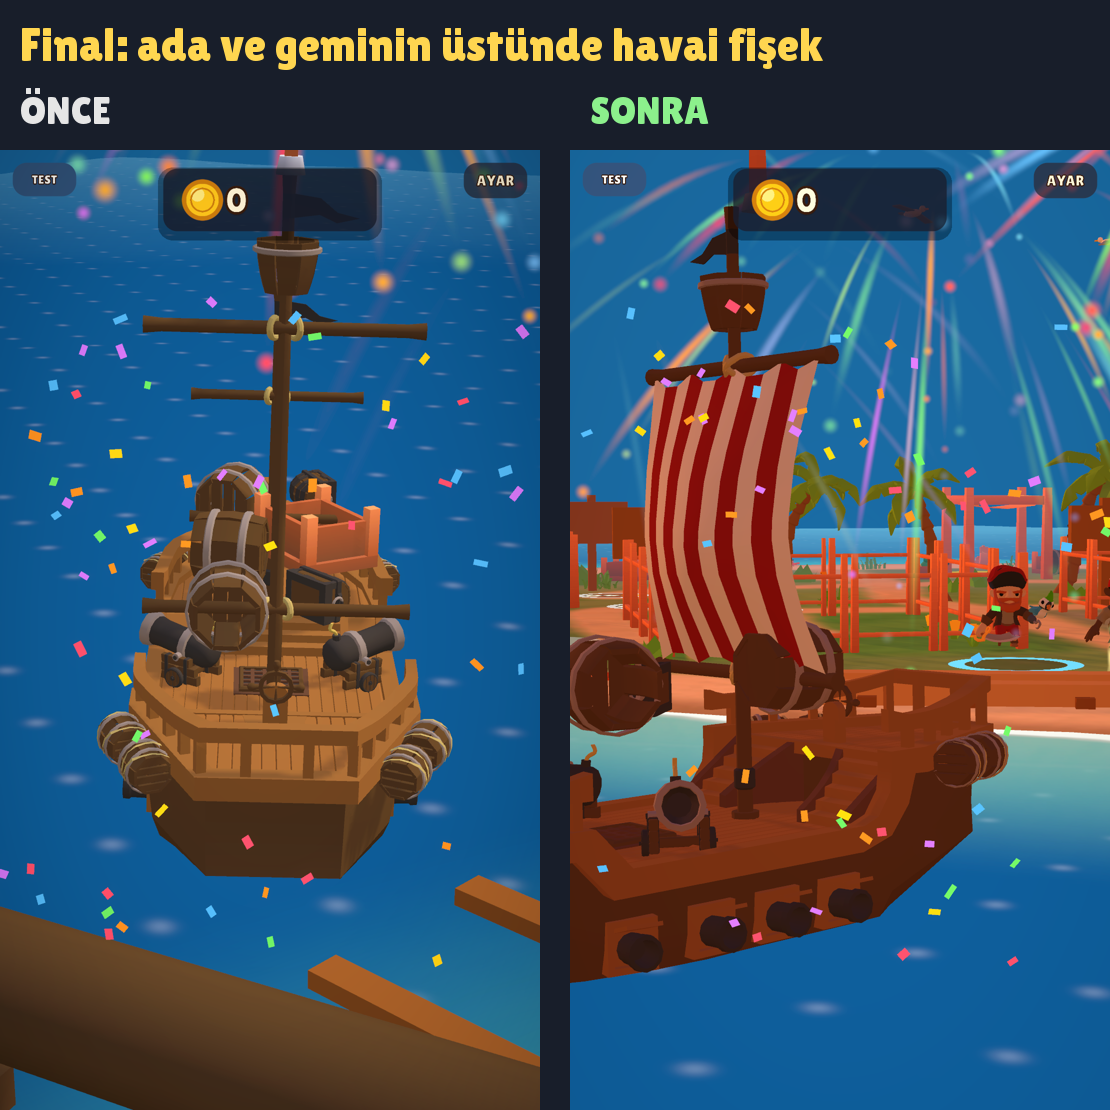 Final: ada ve geminin üstünde havai fişek
ÖNCE
SONRA
TEST
0
AYAR
TEST
0
AYAR